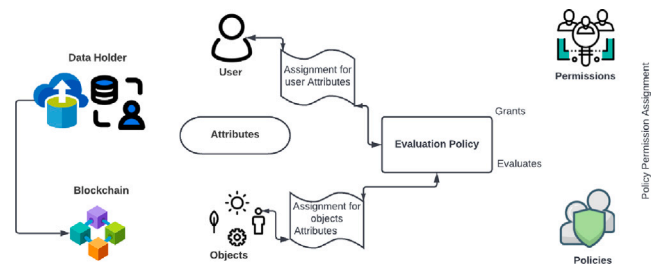 Data Holder
User
Assignment for
user Attributes
Permissions
Attributes
Grants
Evaluation Policy
Evaluates
Policy Permission Assignment
Blockchain
Assignment for
objects
Attributes
Objects
Policies